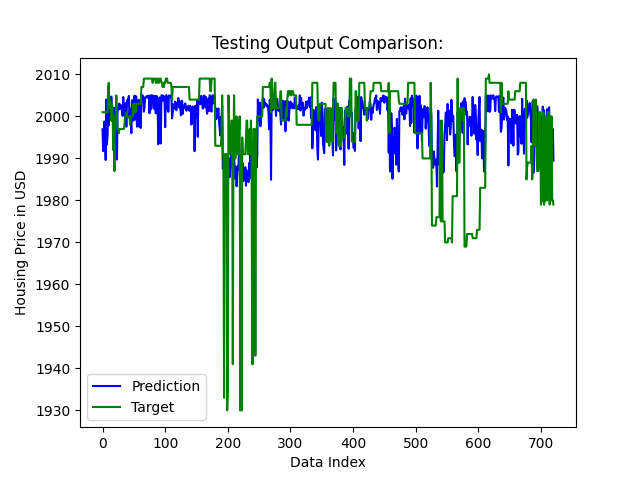 Testing Output Comparison:
Housing Price in USD
2010
2000
1990
1980
1970
1960
1950
1940
1930
Prediction
Target
0 100 200 300 400 500 600 700
Data Index